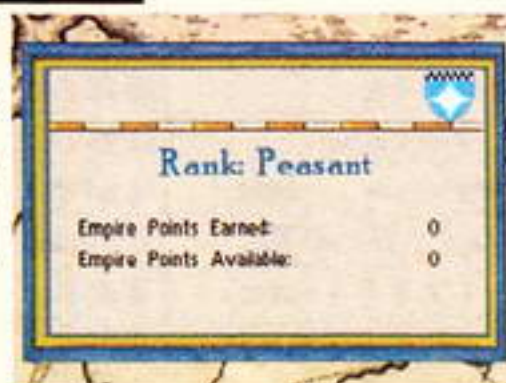 Rank: Peasant
Empire Points Earned: 0
Empire Points Available: 0